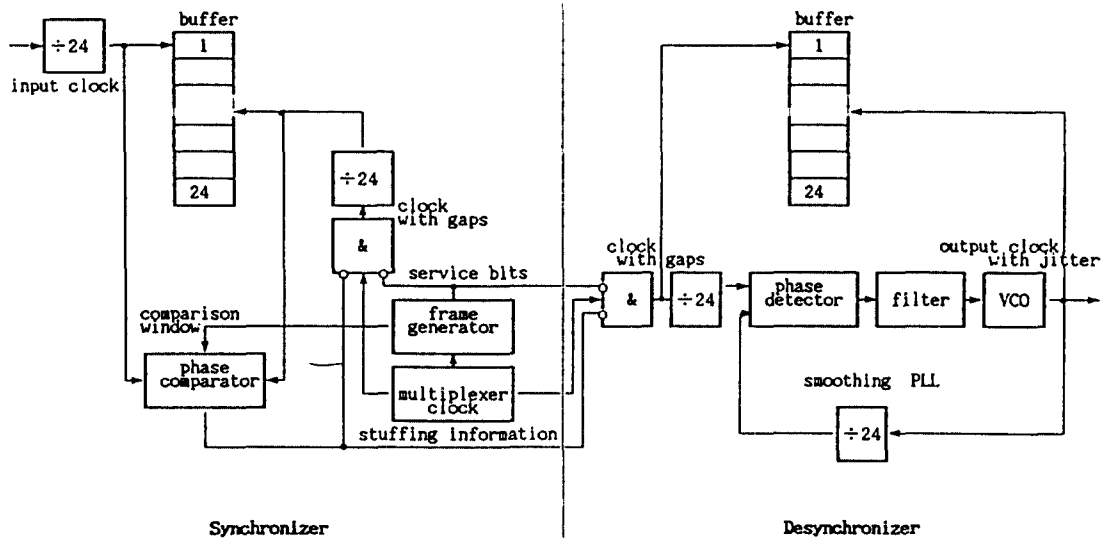 buffer
÷24
1
input clock
24
÷24
clock
with gaps
&
service bits
frame
generator
comparison
window
phase
comparator
multiplexer
clock
stuffing information
Synchronizer
buffer
1
24
clock
with gaps
&
÷24
phase
detector
filter
output clock
with jitter
VCO
smoothing PLL
÷24
Desynchronizer